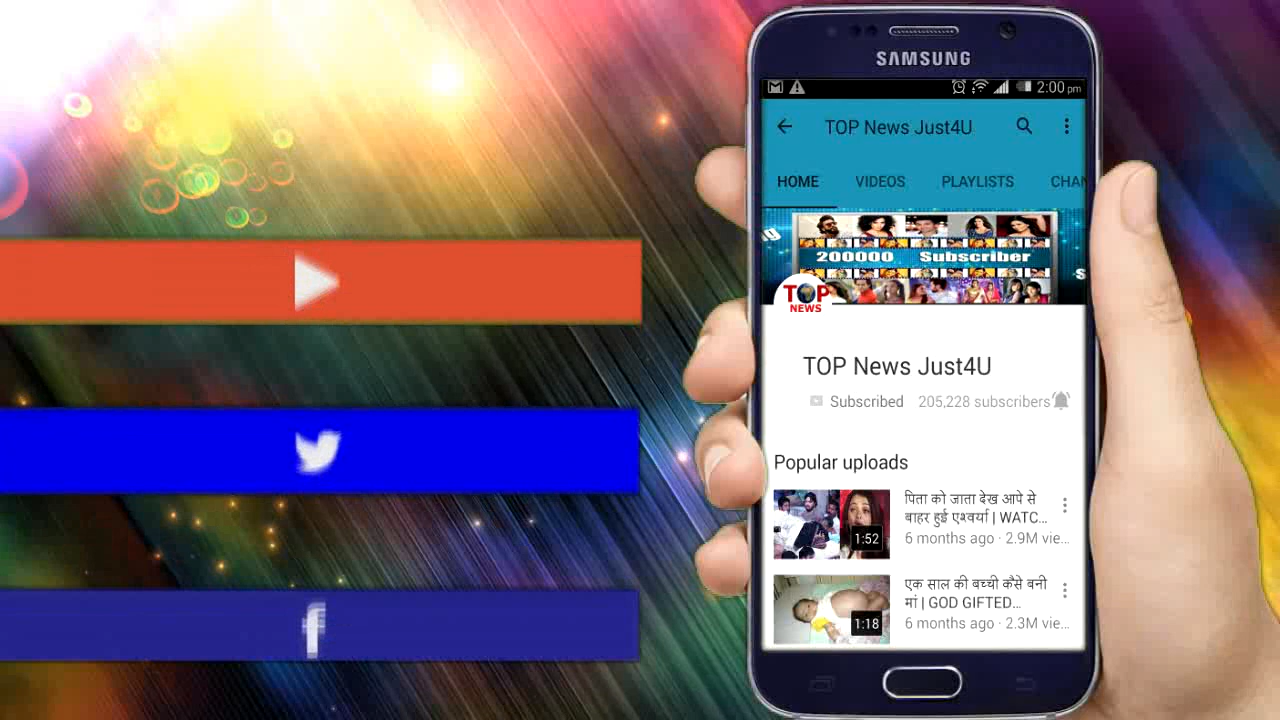 SAMSUNG
2:00 pm
TOP News Just4U
HOME VIDEOS PLAYLISTS CHAN
200000 Subscriber
TOP
NEWS
TOP News Just4U
Subscribed 205,228 subscribers
Popular uploads
पिता को जाता देख आपे से
बाहर हुई एश्वर्या | WATC...
1:52
6 months ago · 2.9M vie...
एक साल की बच्ची कैसे बनी
मां | GOD GIFTED...
1:18
6 months ago · 2.3M vie...